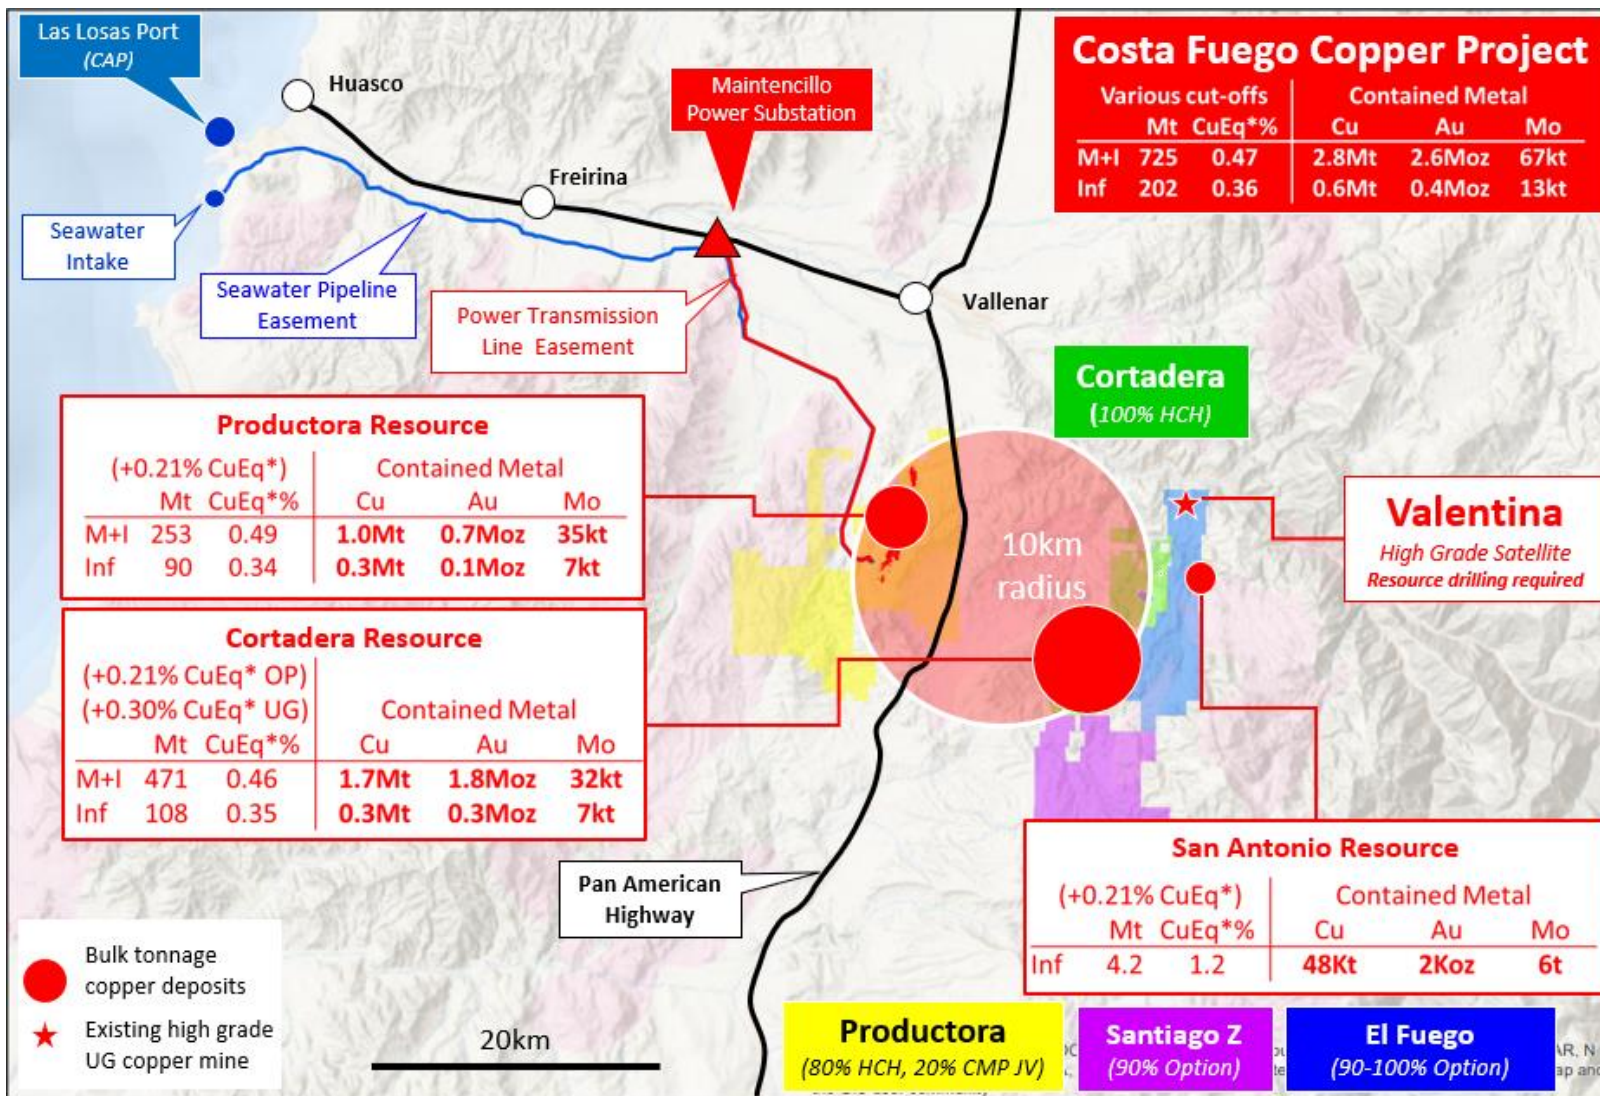 Las Losas Port
(CAP)
Huasco
Maintencillo
Power Substation
Costa Fuego Copper Project
Various cut-offs Contained Metal
Mt CuEq*% Cu Au Mo
M+I 725 0.47 2.8Mt 2.6Moz 67kt
Inf 202 0.36 0.6Mt 0.4Moz 13kt
Freirina
Seawater
Intake
Seawater Pipeline
Easement
Power Transmission
Line Easement
Vallenar
Cortadera
(100% HCH)
Productora Resource
(+0.21% CuEq*) Contained Metal
Mt CuEq*% Cu Au Mo
M+I 253 0.49 1.0Mt 0.7Moz 35kt
Inf 90 0.34 0.3Mt 0.1Moz 7kt
10km
radius
Valentina
High Grade Satellite
Resource drilling required
Cortadera Resource
(+0.21% CuEq* OP)
(+0.30% CuEq* UG) Contained Metal
Mt CuEq*% Cu Au Mo
M+I 471 0.46 1.7Mt 1.8Moz 32kt
Inf 108 0.35 0.3Mt 0.3Moz 7kt
San Antonio Resource
(+0.21% CuEq*) Contained Metal
Mt CuEq*% Cu Au Mo
Inf 4.2 1.2 48Kt 2Koz 6t
Pan American
Highway
Bulk tonnage
copper deposits
Existing high grade
UG copper mine
20km
Productora
(80% HCH, 20% CMP JV)
Santiago Z
(90% Option)
El Fuego
(90-100% Option)